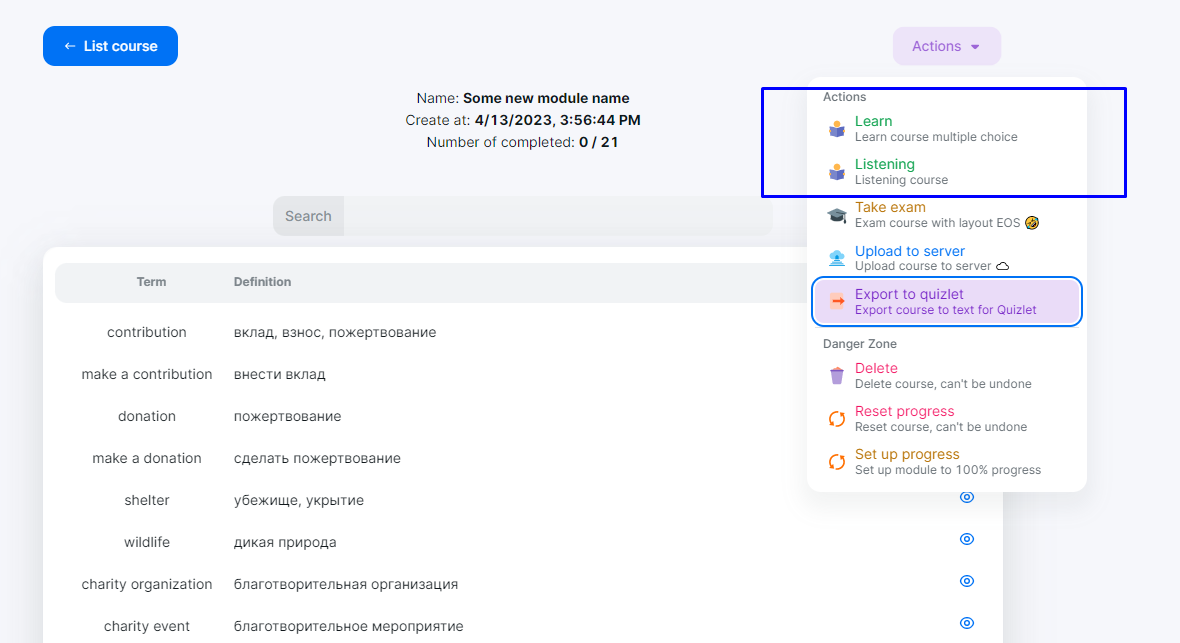 ← List course
Actions
Name: Some new module name
Create at: 4/13/2023, 3:56:44 PM
Number of completed: 0 / 21
Search
Actions
Learn
Learn course multiple choice
Listening
Listening course
Take exam
Exam course with layout EOS 🤣
Upload to server
Upload course to server
Export to quizlet
Export course to text for Quizlet
Danger Zone
Delete
Delete course, can't be undone
Reset progress
Reset course, can't be undone
Set up progress
Set up module to 100% progress
Term Definition
contribution вклад, взнос, пожертвование
make a contribution внести вклад
donation пожертвование
make a donation сделать пожертвование
shelter убежище, укрытие
wildlife дикая природа
charity organization благотворительная организация
charity event благотворительное мероприятие